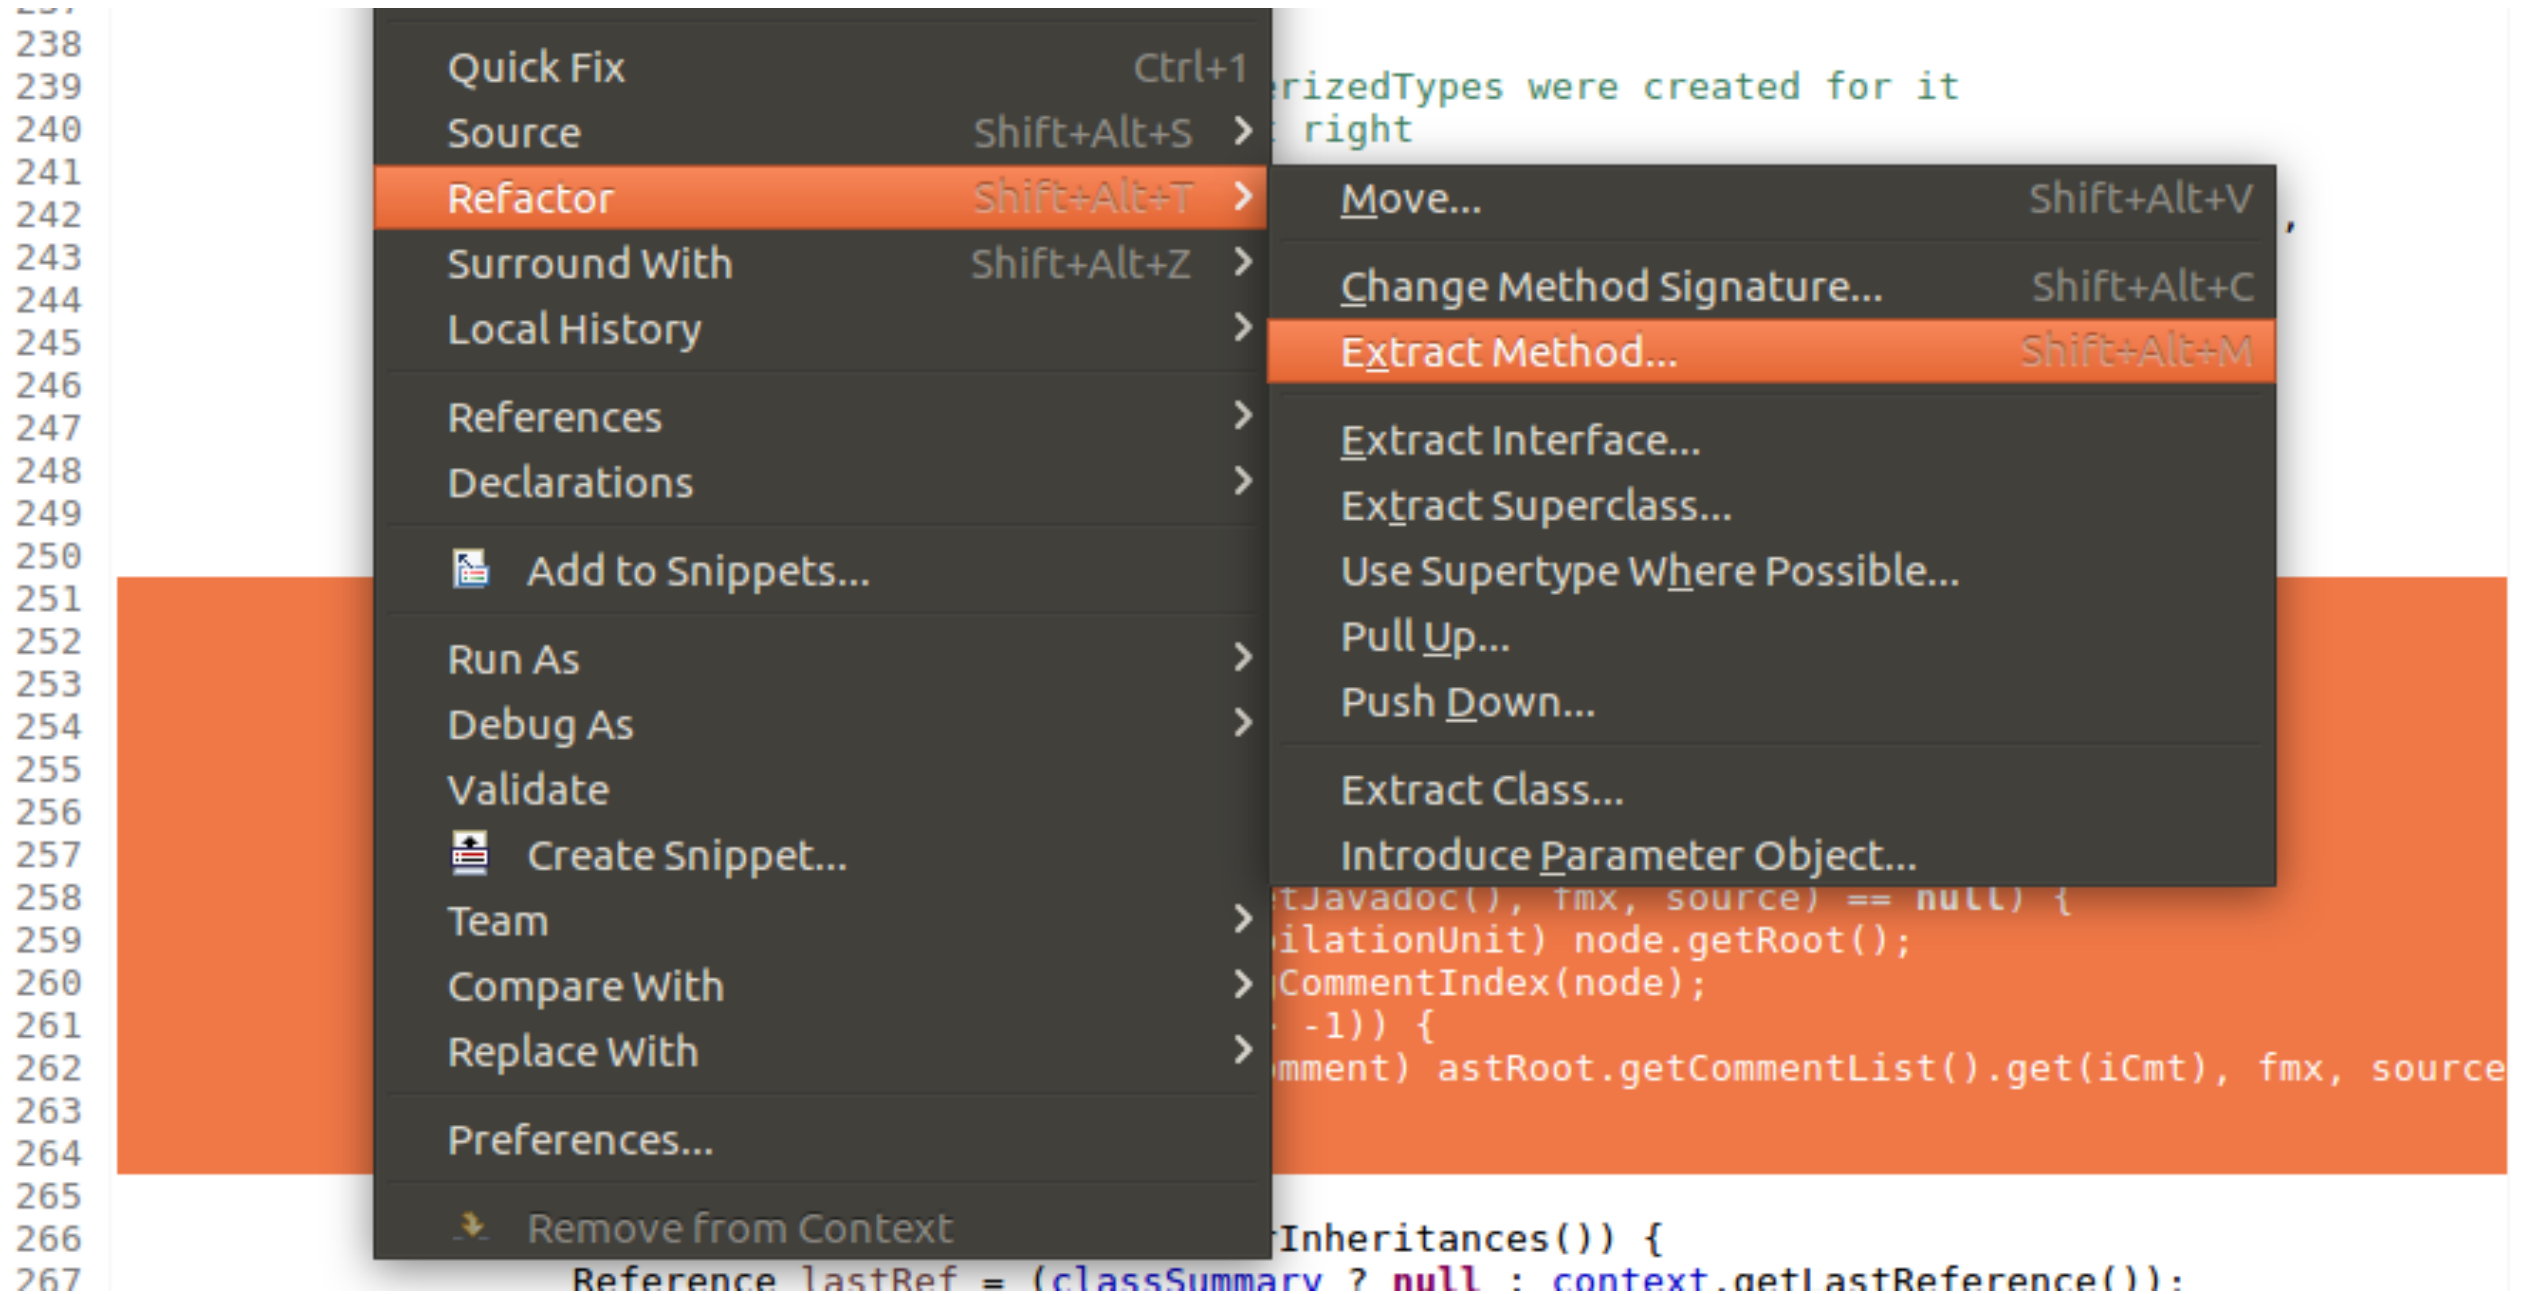 238
239 erizedTypes were created for it
240 right
241
242 ,
243
244
245
246
247
248
249
250
251
252
253
254
255
256
257
258 tJavadoc(), fmx, source) == null) {
259 ilationUnit) node.getRoot();
260 CommentIndex(node);
261 -1)) {
262 mment) astRoot.getCommentList().get(iCmt), fmx, source
263
264
265
266 Inheritances()) {
267 Reference lastRef = (classSummary ? null : context.getLastReference());
Quick Fix Ctrl+1
Source Shift+Alt+S
Refactor Shift+Alt+T
Surround With Shift+Alt+Z
Local History
References
Declarations
Add to Snippets...
Run As
Debug As
Validate
Create Snippet...
Team
Compare With
Replace With
Preferences...
Remove from Context
Move... Shift+Alt+V
Change Method Signature... Shift+Alt+C
Extract Method... Shift+Alt+M
Extract Interface...
Extract Superclass...
Use Supertype Where Possible...
Pull Up...
Push Down...
Extract Class...
Introduce Parameter Object...